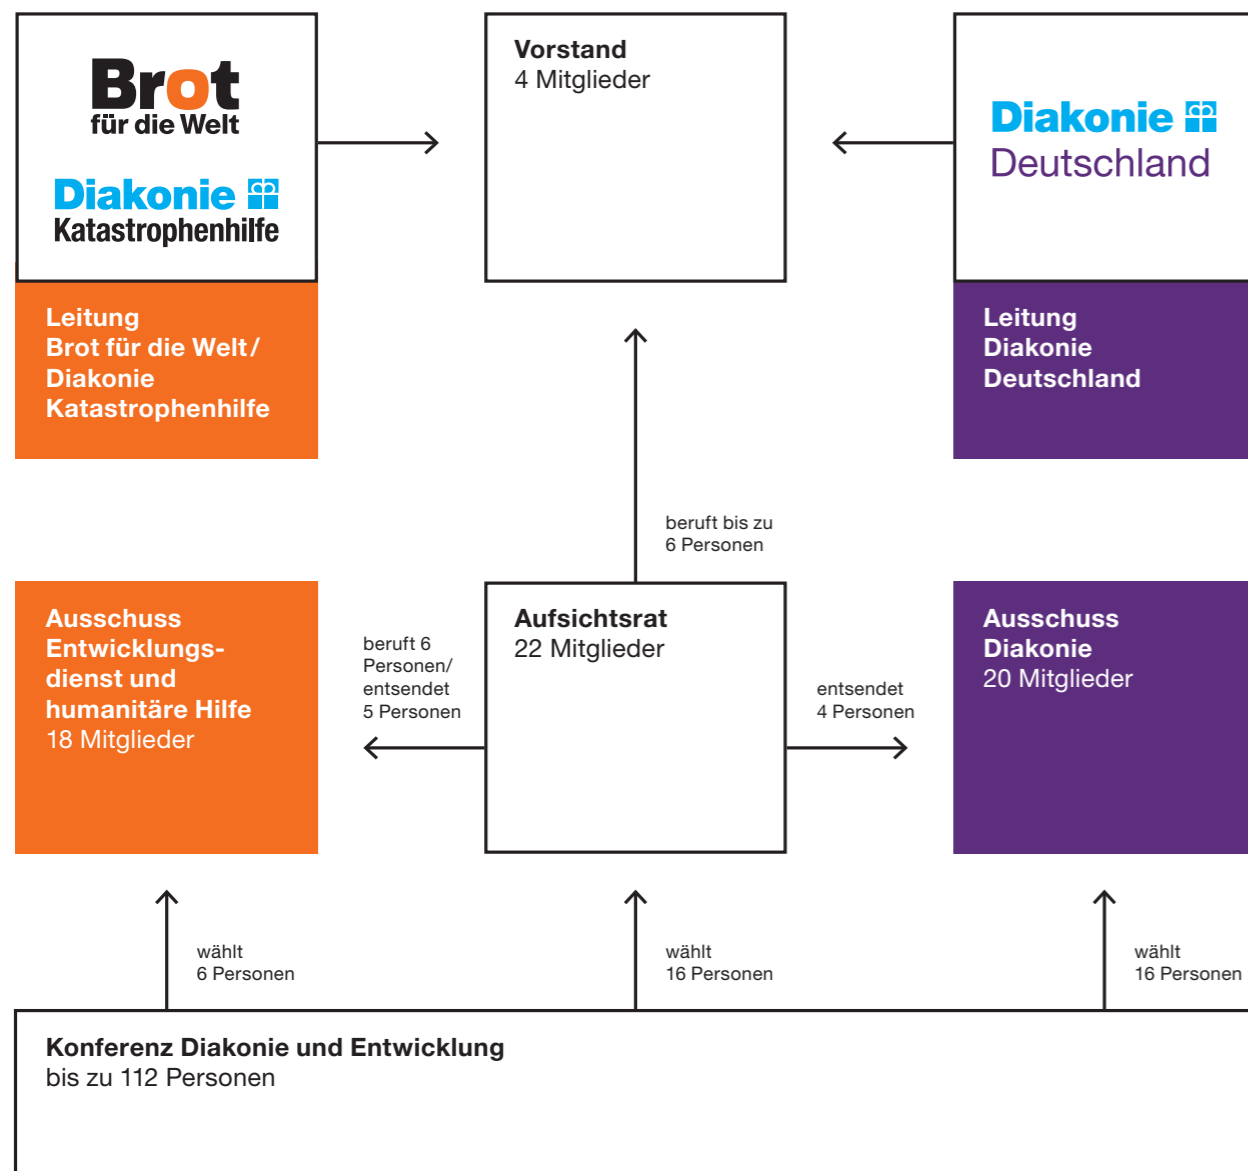 Brot
für die Welt
Diakonie
Katastrophenhilfe
Vorstand
4 Mitglieder
Diakonie
Deutschland
Leitung
Brot für die Welt/
Diakonie
Katastrophenhilfe
Leitung
Diakonie
Deutschland
beruft bis zu
6 Personen
Ausschuss
Entwicklungs-
dienst und
humanitäre Hilfe
18 Mitglieder
beruft 6
Personen/
entsendet
5 Personen
Aufsichtsrat
22 Mitglieder
entsendet
4 Personen
Ausschuss
Diakonie
20 Mitglieder
wählt
6 Personen
wählt
16 Personen
wählt
16 Personen
Konferenz Diakonie und Entwicklung
bis zu 112 Personen